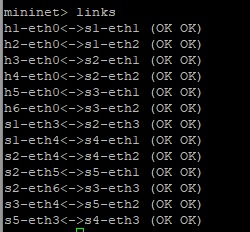 mininet> links
h1-eth0<->s1-eth1 (OK OK)
h2-eth0<->s1-eth2 (OK OK)
h3-eth0<->s2-eth1 (OK OK)
h4-eth0<->s2-eth2 (OK OK)
h5-eth0<->s3-eth1 (OK OK)
h6-eth0<->s3-eth2 (OK OK)
s1-eth3<->s2-eth3 (OK OK)
s1-eth4<->s4-eth1 (OK OK)
s2-eth4<->s4-eth2 (OK OK)
s2-eth5<->s5-eth1 (OK OK)
s2-eth6<->s3-eth3 (OK OK)
s3-eth4<->s5-eth2 (OK OK)
s5-eth3<->s4-eth3 (OK OK)